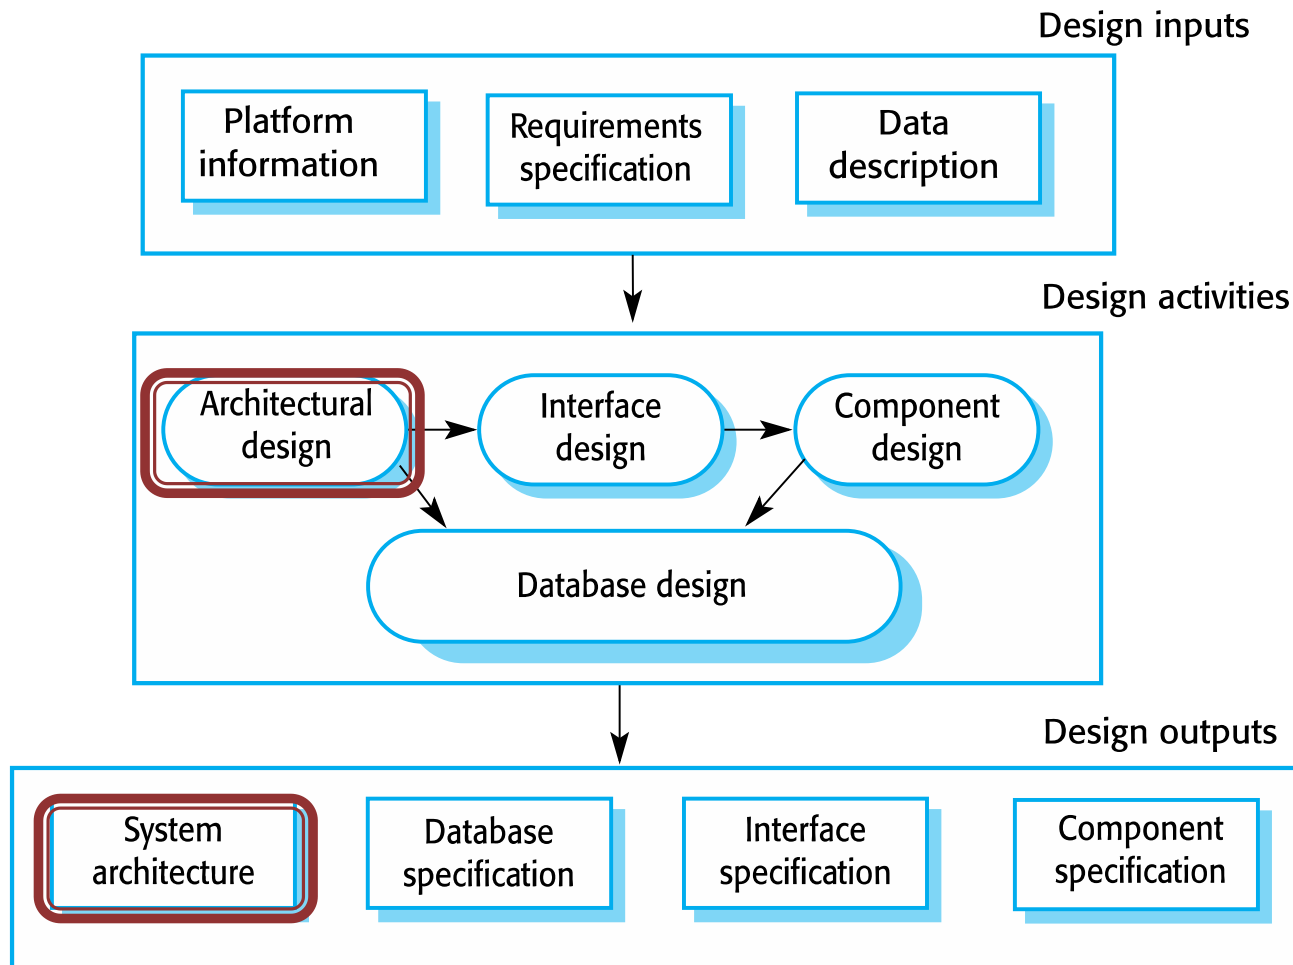 Design inputs
Platform
information
Requirements
specification
Data
description
Design activities
Architectural
design
Interface
design
Component
design
Database design
Design outputs
System
architecture
Database
specification
Interface
specification
Component
specification